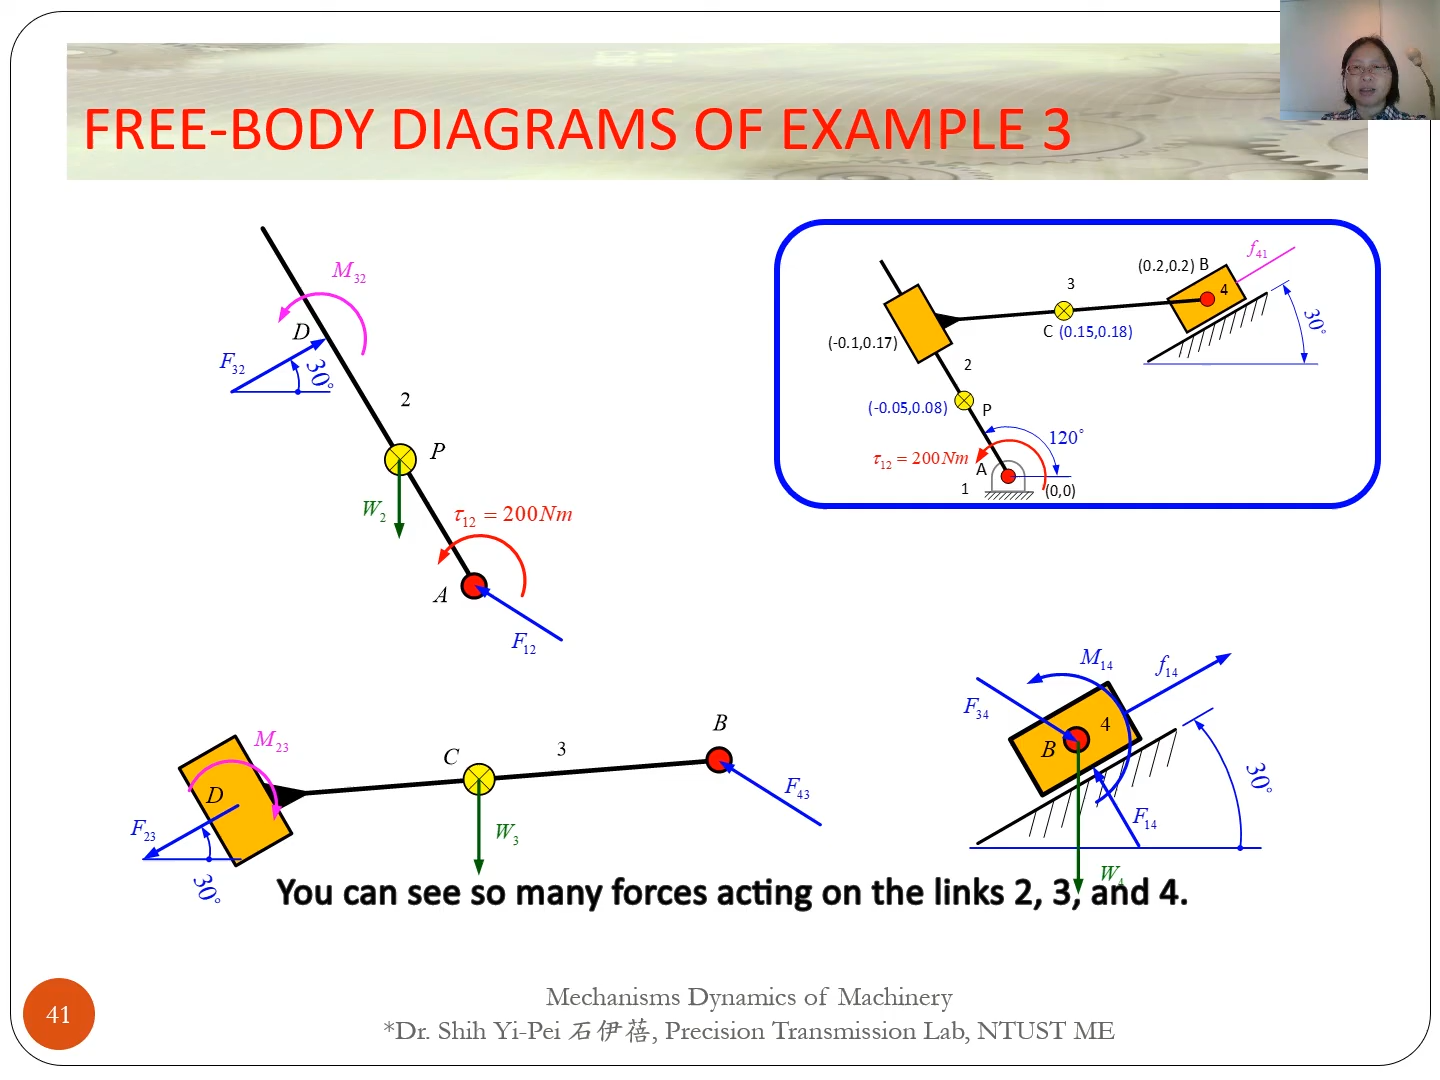 FREE-BODY DIAGRAMS OF EXAMPLE 3
M32
D
F32
30°
2
P
W2
τ12 = 200Nm
A
F12
f41
(0.2,0.2) B
4
3
C (0.15,0.18)
30°
(-0.1,0.17)
2
(-0.05,0.08)
P
120°
τ12 = 200Nm
A
1
(0,0)
M23
D
F23
30°
C
3
B
W3
F43
M14
f14
F34
4
B
30°
F14
W4
You can see so many forces acting on the links 2, 3, and 4.
41
Mechanisms Dynamics of Machinery
*Dr. Shih Yi-Pei 石伊蓓, Precision Transmission Lab, NTUST ME